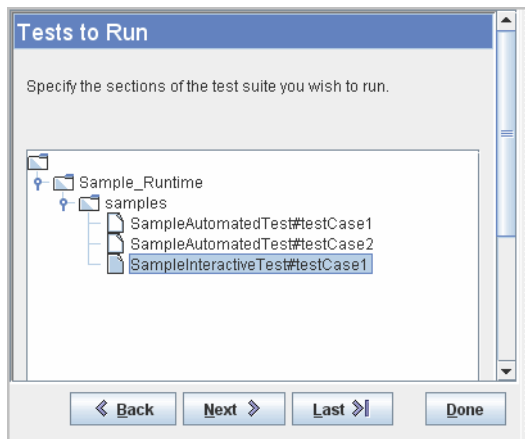 Tests to Run
Specify the sections of the test suite you wish to run.
Sample_Runtime
samples
SampleAutomatedTest#testCase1
SampleAutomatedTest#testCase2
SampleInteractiveTest#testCase1
Back Next Last Done